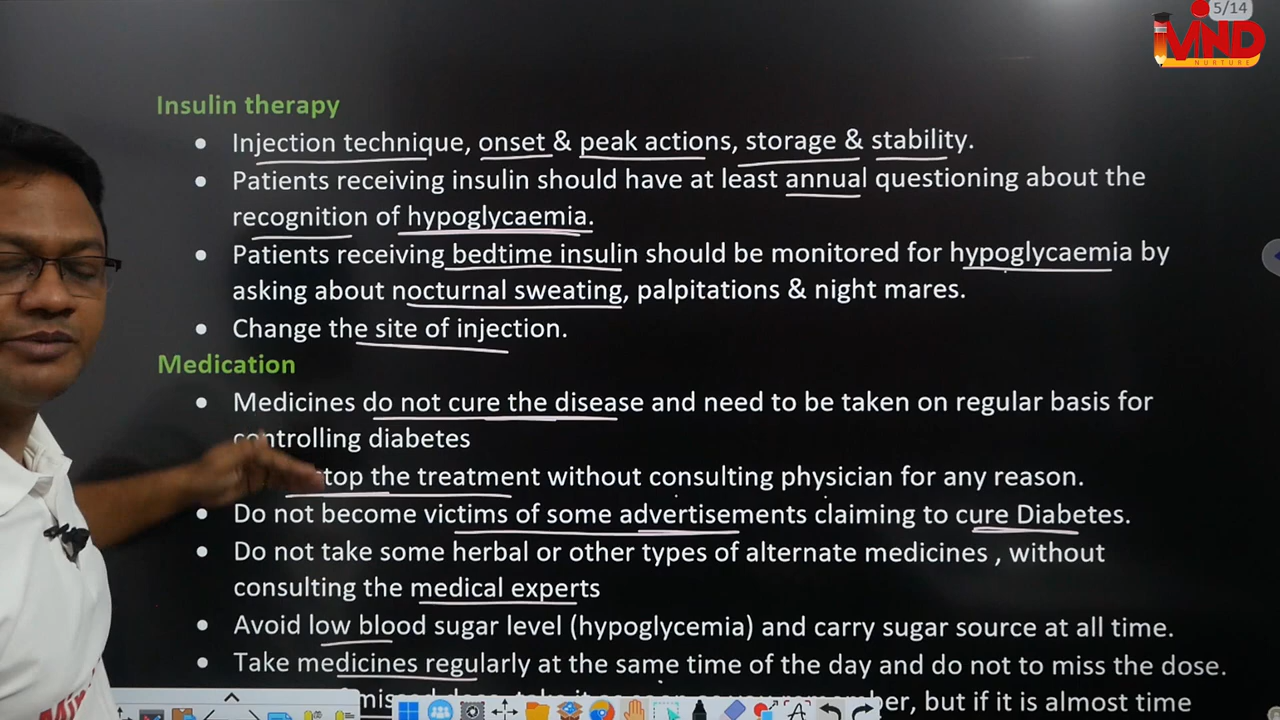 5/14
MIND
NURTURE
Insulin therapy
• Injection technique, onset & peak actions, storage & stability.
• Patients receiving insulin should have at least annual questioning about the
recognition of hypoglycaemia.
• Patients receiving bedtime insulin should be monitored for hypoglycaemia by
asking about nocturnal sweating, palpitations & night mares.
• Change the site of injection.
Medication
• Medicines do not cure the disease and need to be taken on regular basis for
controlling diabetes
stop the treatment without consulting physician for any reason.
• Do not become victims of some advertisements claiming to cure Diabetes.
• Do not take some herbal or other types of alternate medicines , without
consulting the medical experts
• Avoid low blood sugar level (hypoglycemia) and carry sugar source at all time.
• Take medicines regularly at the same time of the day and do not to miss the dose.
but if it is almost time